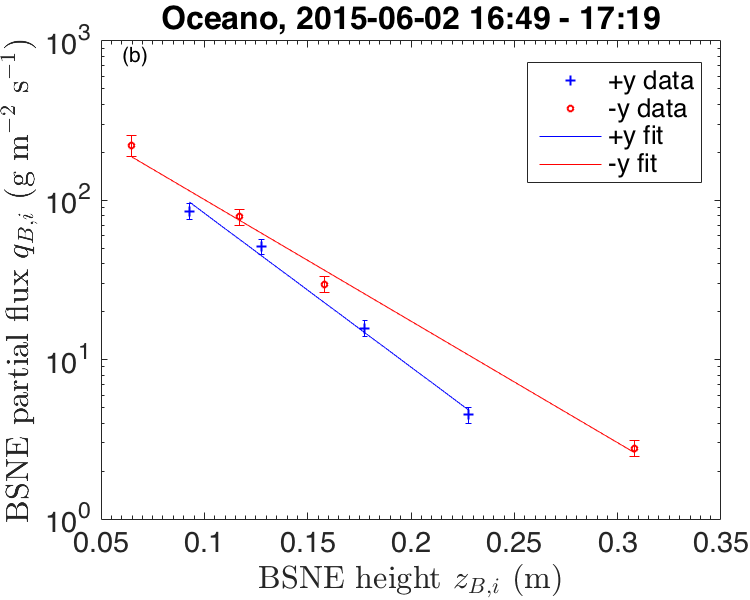 Oceano, 2015-06-02 16:49 - 17:19
(b)
+y data
-y data
+y fit
-y fit
BSNE partial flux q_{B,i} (g m^{-2} s^{-1})
10^3
10^2
10^1
10^0
0.05 0.1 0.15 0.2 0.25 0.3 0.35
BSNE height z_{B,i} (m)